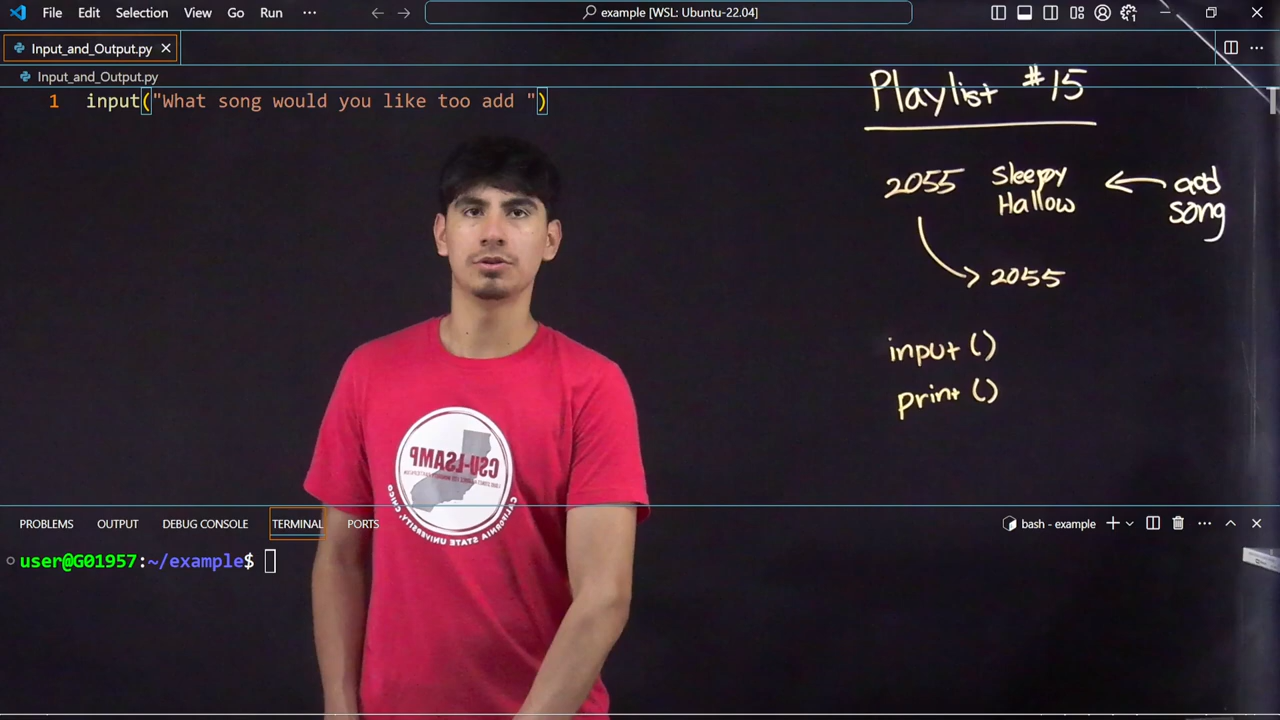 File Edit Selection View Go Run ··· example [WSL: Ubuntu-22.04]
Input_and_Output.py
Input_and_Output.py
1 input("What song would you like too add ")
Playlist #15
2055 Sleepy Hallow ← add song
2055
input ()
print ()
CSU-LSAMP
CALIFORNIA STATE UNIVERSITY, CHICO
PROBLEMS OUTPUT DEBUG CONSOLE TERMINAL PORTS bash - example
user@G01957:~/example$